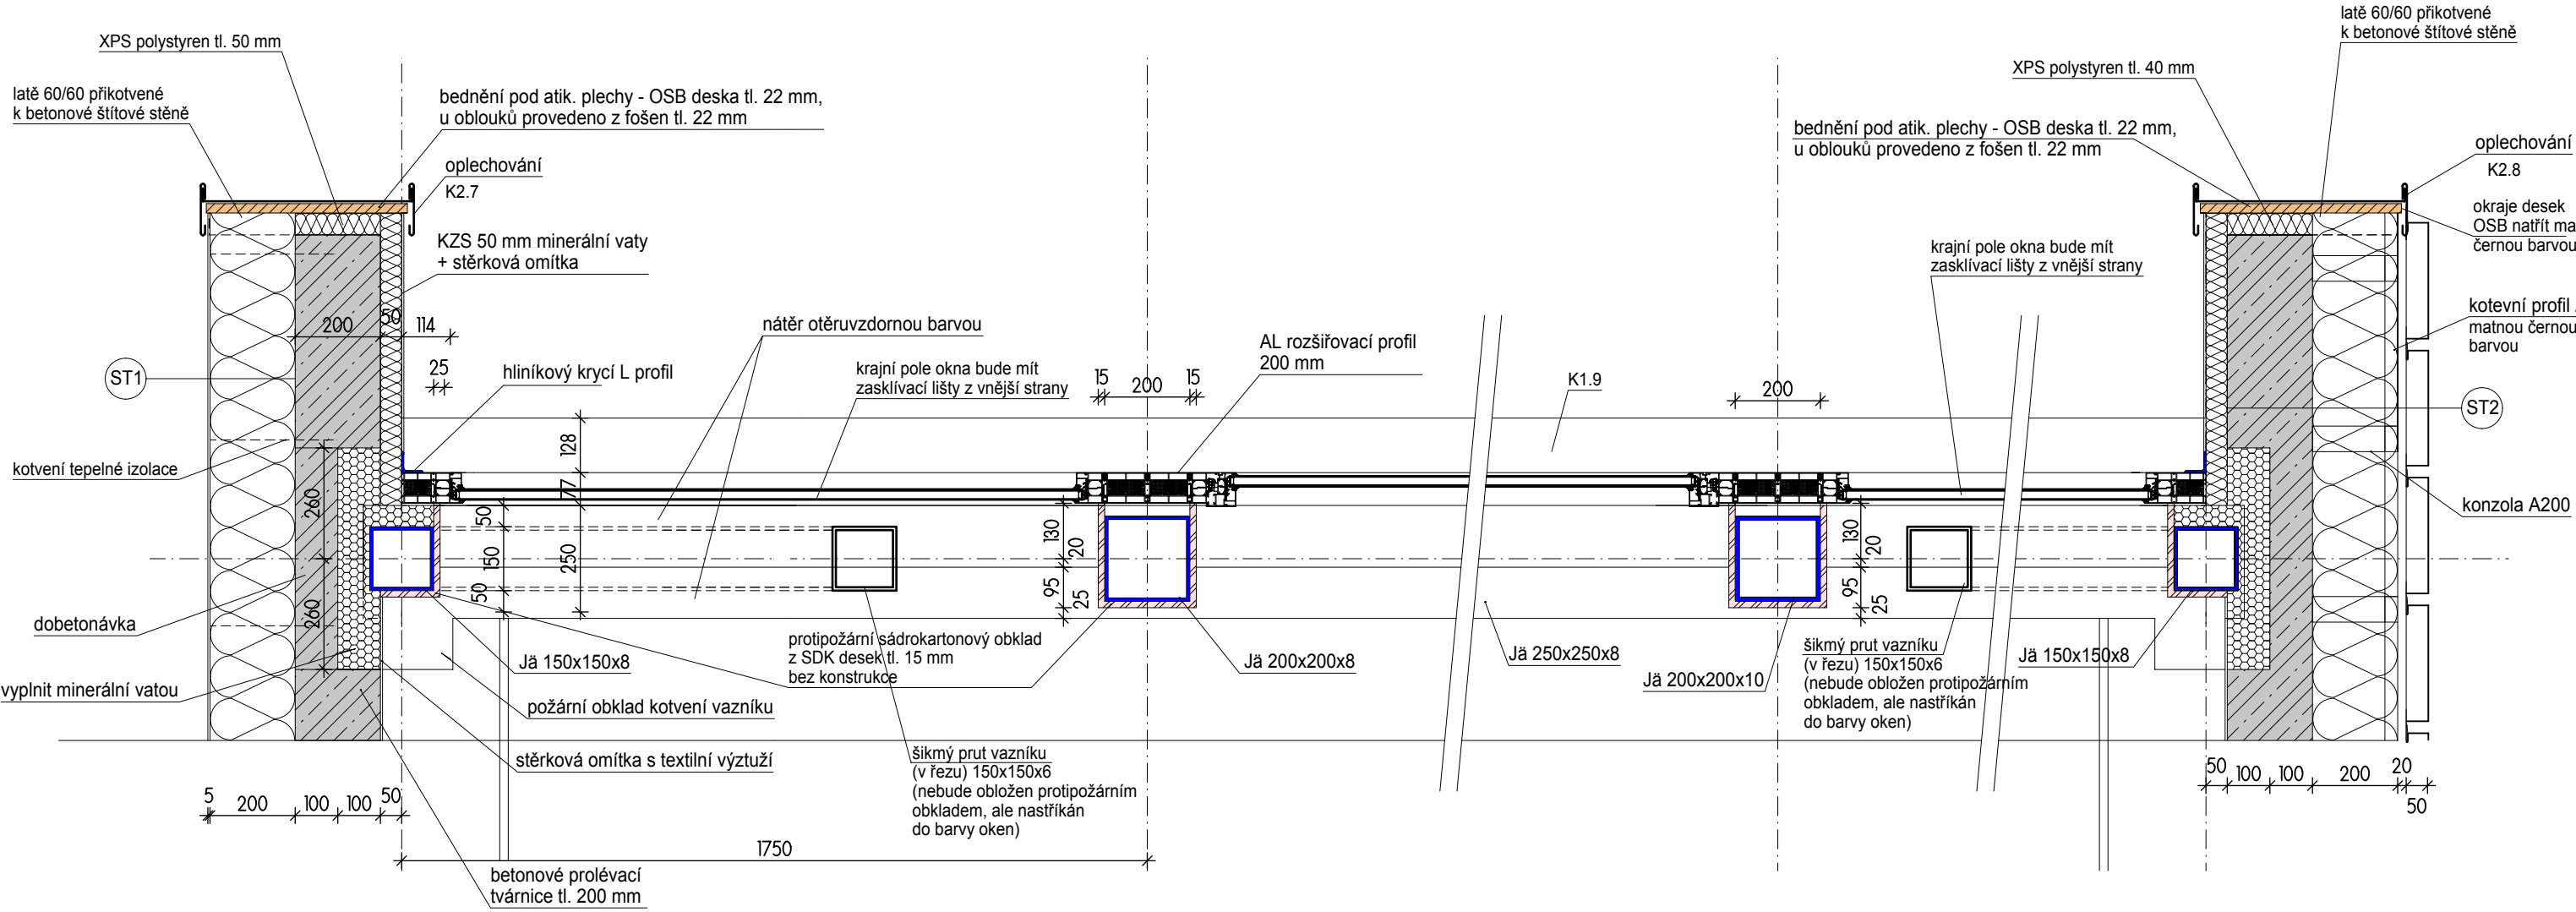 XPS polystyren tl. 50 mm
latě 60/60 přikotvené
k betonové štítové stěně
bednění pod atik. plechy - OSB deska tl. 22 mm,
u oblouků provedeno z fošen tl. 22 mm
oplechování
K2.7
KZS 50 mm minerální vaty
+ stěrková omítka
200
50
114
25
ST1
hliníkový krycí L profil
nátěr otěruvzdornou barvou
krajní pole okna bude mít
zasklívací lišty z vnější strany
AL rozšiřovací profil
200 mm
15
200
15
K1.9
latě 60/60 přikotvené
k betonové štítové stěně
XPS polystyren tl. 40 mm
bednění pod atik. plechy - OSB deska tl. 22 mm,
u oblouků provedeno z fošen tl. 22 mm
oplechování
K2.8
okraje desek
OSB natřít ma
černou barvou
krajní pole okna bude mít
zasklívací lišty z vnější strany
kotevní profil
matnou černou
barvou
200
ST2
128
77
kotvení tepelné izolace
260
260
50
150
50
250
130
20
95
25
130
20
95
25
konzola A200
dobetonávka
vyplnit minerální vatou
Jä 150x150x8
požární obklad kotvení vazníku
stěrková omítka s textilní výztuží
protipožární sádrokartonový obklad
z SDK desek tl. 15 mm
bez konstrukce
Jä 200x200x8
Jä 250x250x8
Jä 200x200x10
šikmý prut vazníku
(v řezu) 150x150x6
(nebude obložen protipožárním
obkladem, ale nastříkán
do barvy oken)
Jä 150x150x8
šikmý prut vazníku
(v řezu) 150x150x6
(nebude obložen protipožárním
obkladem, ale nastříkán
do barvy oken)
5
200
100
100
50
1750
50
100
100
200
20
50
betonové prolévací
tvárnice tl. 200 mm